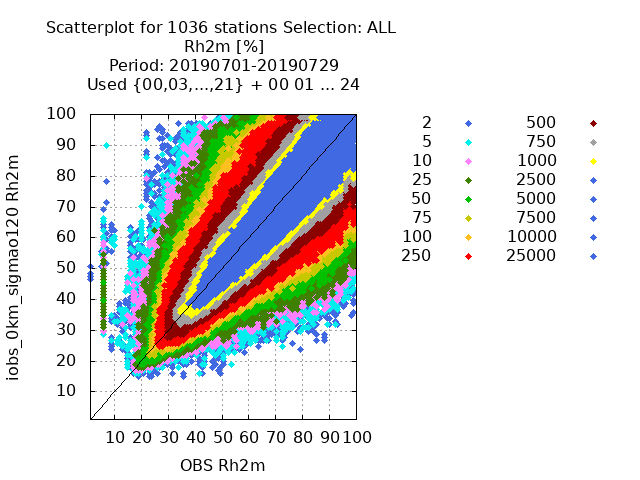 Scatterplot for 1036 stations Selection: ALL
Rh2m [%]
Period: 20190701-20190729
Used {00,03,...,21} + 00 01 ... 24
iobs_0km_sigmao120 Rh2m
100
90
80
70
60
50
40
30
20
10
10 20 30 40 50 60 70 80 90 100
OBS Rh2m
2 500
5 750
10 1000
25 2500
50 5000
75 7500
100 10000
250 25000